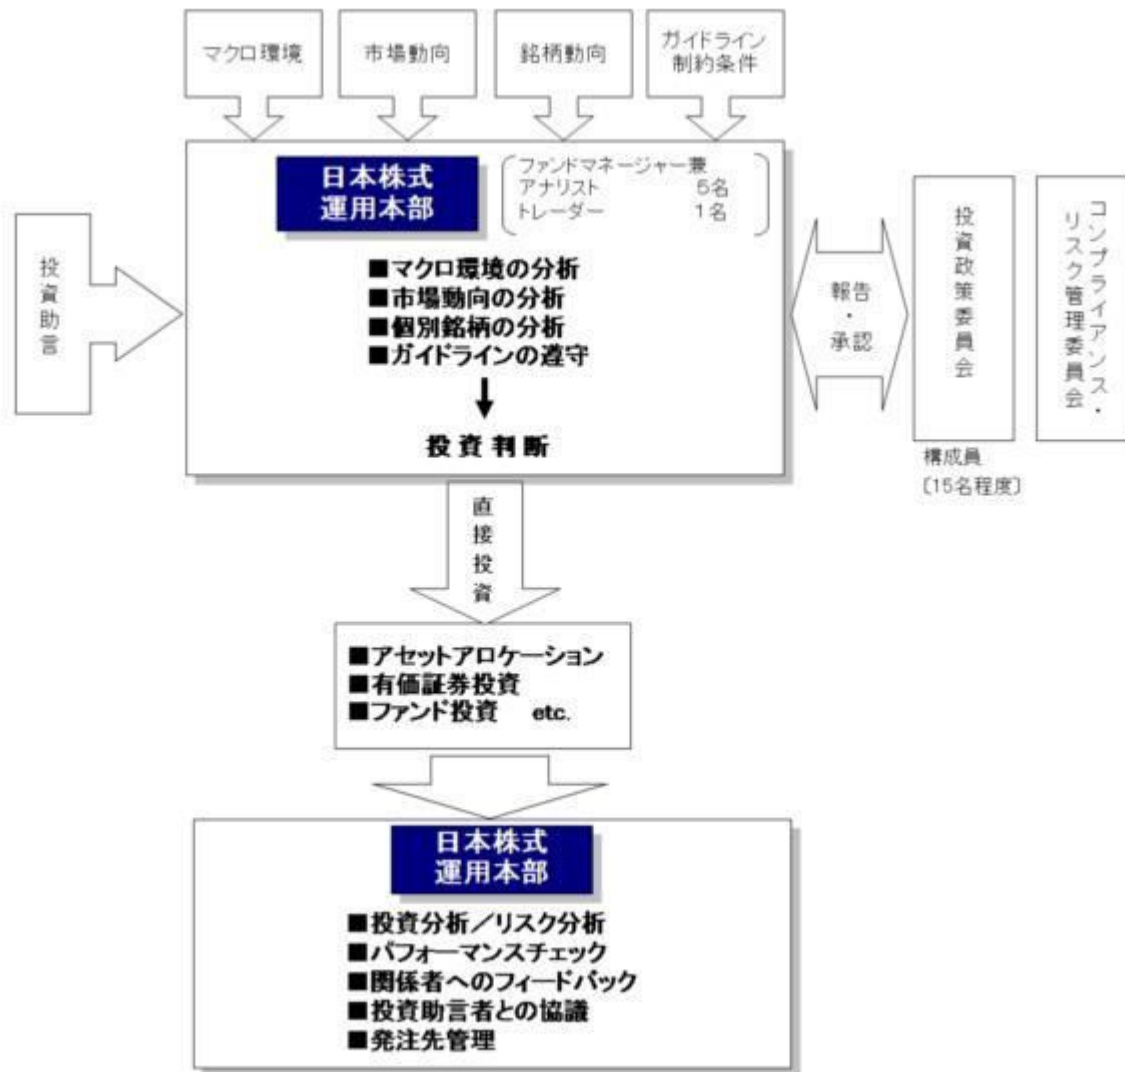 マクロ環境
市場動向
銘柄動向
ガイドライン
制約条件
日本株式
運用本部
ファンドマネージャー兼
アナリスト 5名
トレーダー 1名
■マクロ環境の分析
■市場動向の分析
■個別銘柄の分析
■ガイドラインの遵守
投資判断
投資助言
報告・承認
投資政策委員会
コンプライアンス・
リスク管理委員会
構成員
〔15名程度〕
直接投資
■アセットアロケーション
■有価証券投資
■ファンド投資 etc.
日本株式
運用本部
■投資分析／リスク分析
■パフォーマンスチェック
■関係者へのフィードバック
■投資助言者との協議
■発注先管理